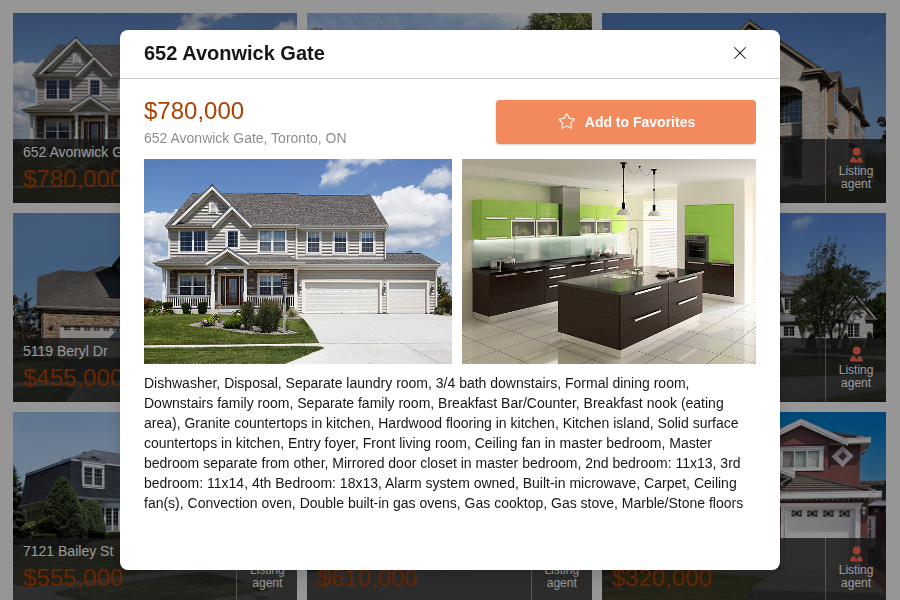 652 Avonwick Gate
$780,000
652 Avonwick Gate, Toronto, ON
Add to Favorites
Dishwasher, Disposal, Separate laundry room, 3/4 bath downstairs, Formal dining room,
Downstairs family room, Separate family room, Breakfast Bar/Counter, Breakfast nook (eating
area), Granite countertops in kitchen, Hardwood flooring in kitchen, Kitchen island, Solid surface
countertops in kitchen, Entry foyer, Front living room, Ceiling fan in master bedroom, Master
bedroom separate from other, Mirrored door closet in master bedroom, 2nd bedroom: 11x13, 3rd
bedroom: 11x14, 4th Bedroom: 18x13, Alarm system owned, Built-in microwave, Carpet, Ceiling
fan(s), Convection oven, Double built-in gas ovens, Gas cooktop, Gas stove, Marble/Stone floors
652 Avonwick G
$780,000
Listing
agent
5119 Beryl Dr
$455,000
Listing
agent
7121 Bailey St
$555,000
Listing
agent
$610,000
Listing
agent
$320,000
Listing
agent